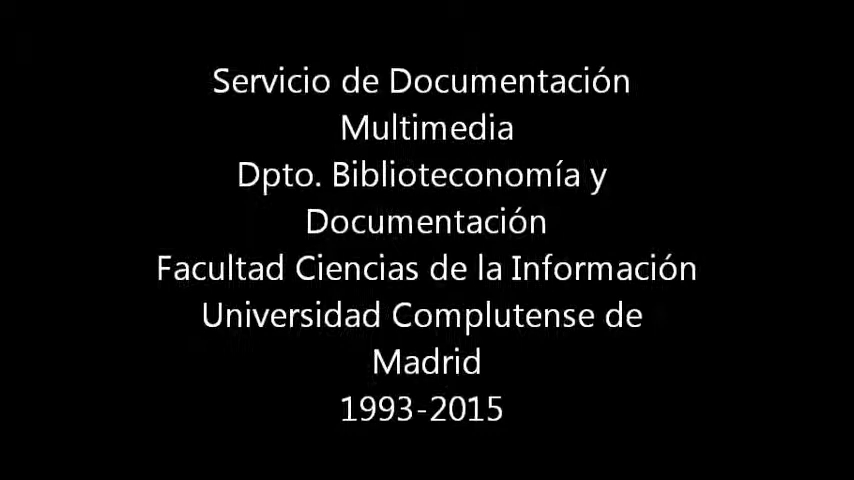 Servicio de Documentación
Multimedia
Dpto. Biblioteconomía y
Documentación
Facultad Ciencias de la Información
Universidad Complutense de
Madrid
1993-2015